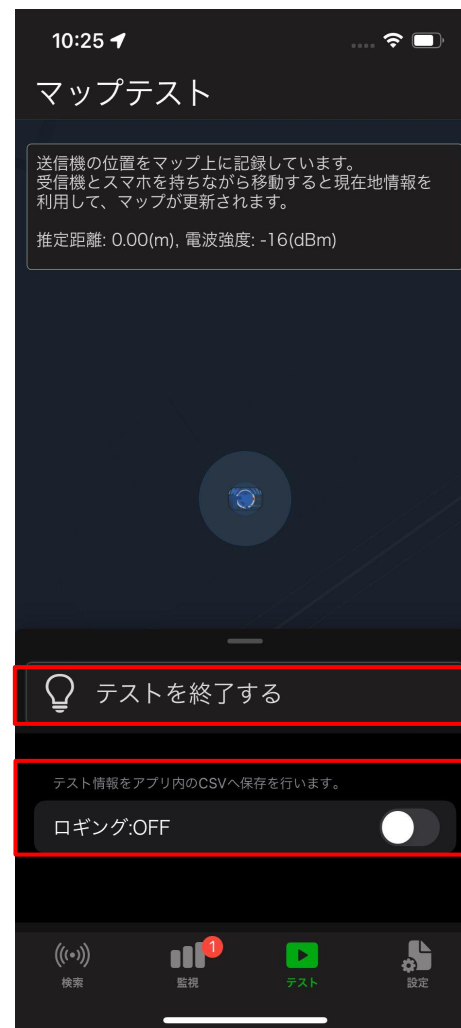 10:25
マップテスト
送信機の位置をマップ上に記録しています。
受信機とスマホを持ちながら移動すると現在地情報を
利用して、マップが更新されます。
推定距離: 0.00(m), 電波強度: -16(dBm)
テストを終了する
テスト情報をアプリ内のCSVへ保存を行います。
ロギング:OFF
1
検索
監視
テスト
設定